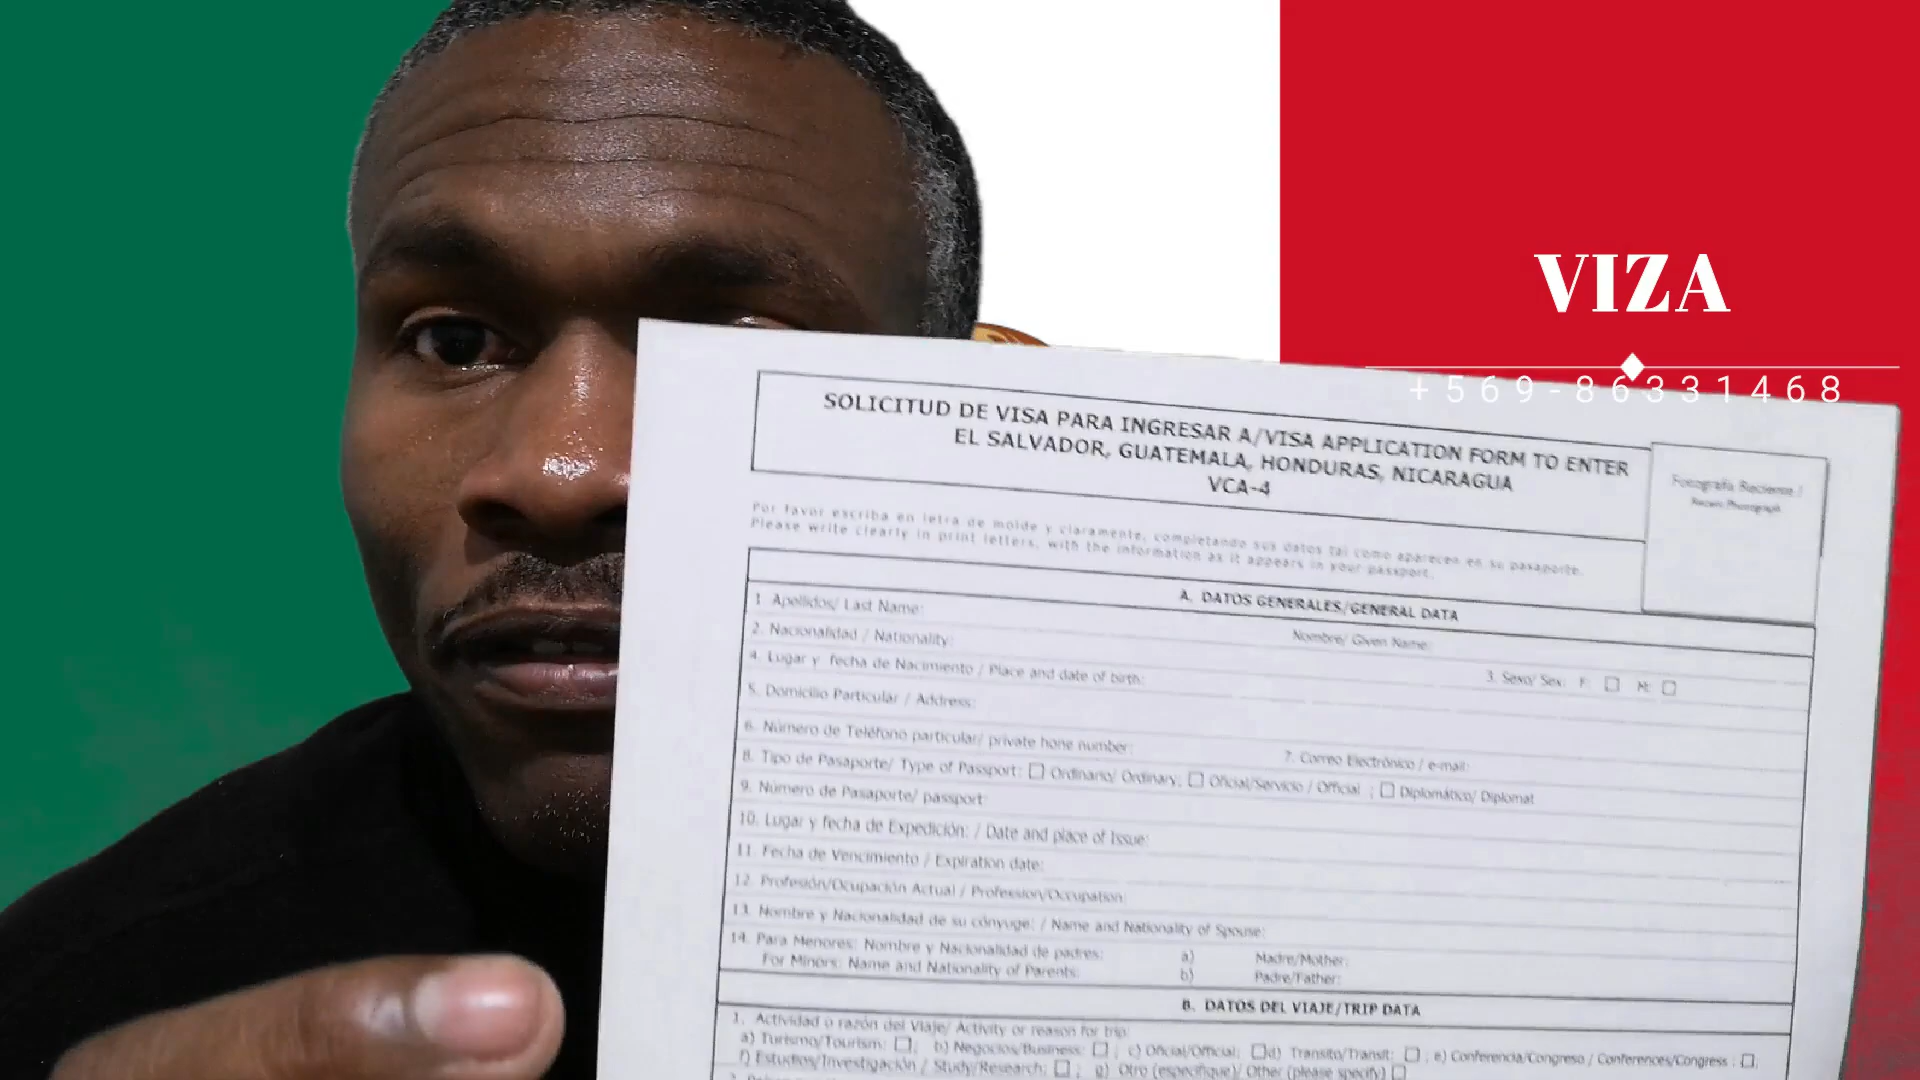 VIZA
+569-86331468
SOLICITUD DE VISA PARA INGRESAR A/VISA APPLICATION FORM TO ENTER
EL SALVADOR, GUATEMALA, HONDURAS, NICARAGUA
VCA-4
Fotografía Reciente /
Recent Photograph
Por favor escriba en letra de molde y claramente, completando sus datos tal como aparecen en su pasaporte.
Please write clearly in print letters, with the information as it appears in your passport.
A. DATOS GENERALES/GENERAL DATA
1. Apellidos/ Last Name: Nombre/ Given Name:
2. Nacionalidad / Nationality: 3. Sexo/ Sex: F: □ M: □
4. Lugar y fecha de Nacimiento / Place and date of birth:
5. Domicilio Particular / Address:
6. Número de Teléfono particular/ private hone number: 7. Correo Electrónico / e-mail:
8. Tipo de Pasaporte/ Type of Passport: □ Ordinario/ Ordinary; □ Oficial/Servicio / Official ; □ Diplomático/ Diplomat
9. Número de Pasaporte/ passport:
10. Lugar y fecha de Expedición: / Date and place of Issue:
11. Fecha de Vencimiento / Expiration date:
12. Profesión/Ocupación Actual / Profession/Occupation:
13. Nombre y Nacionalidad de su cónyuge: / Name and Nationality of Spouse:
14. Para Menores: Nombre y Nacionalidad de padres: a) Madre/Mother:
For Minors: Name and Nationality of Parents: b) Padre/Father:
B. DATOS DEL VIAJE/TRIP DATA
1. Actividad o razón del Viaje/ Activity or reason for trip:
a) Turismo/Tourism: □; b) Negocios/Business: □ ; c) Oficial/Official: □d) Transito/Transit: □ ; e) Conferencia/Congreso / Conferences/Congress : □;
f) Estudios/Investigación / Study/Research: □ ; g) Otro (especifique)/ Other (please specify) □